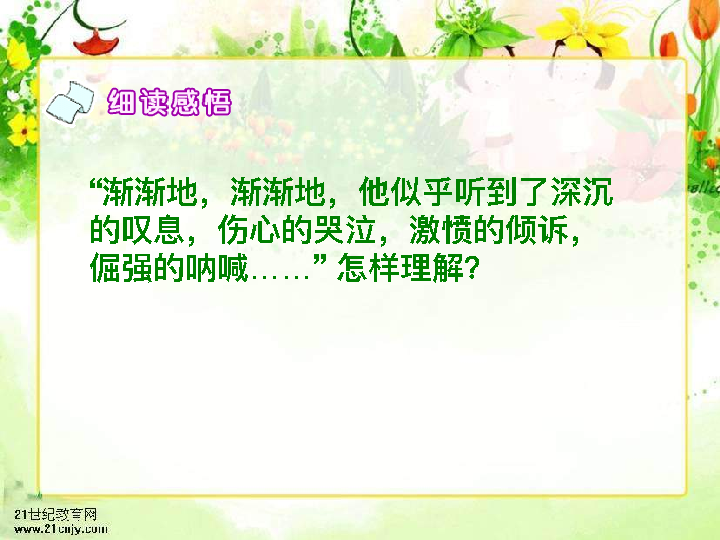 细读感悟
“渐渐地，渐渐地，他似乎听到了深沉
的叹息，伤心的哭泣，激愤的倾诉，
倔强的呐喊……”怎样理解？
21世纪教育网
www.21cnjy.com